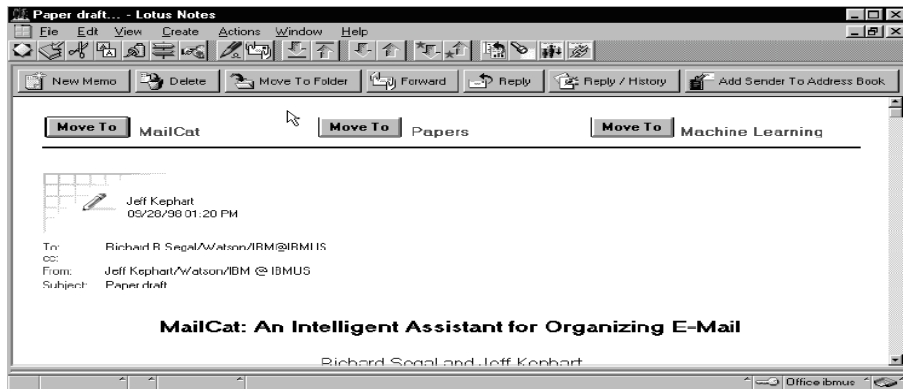 Paper draft... - Lotus Notes
File Edt View Create Actions Window Help
New Memo Delete Move To Folder Forward Reply Reply / History Add Sender To Address Book
Move To MailCat Move To Papers Move To Machine Learning
Jeff Kephart
09/28/98 01:20 PM
To: Richard B Segal/Watson/IBM@IBMUS
cc:
From: Jeff Kephart/Watson/IBM @ IBMUS
Subject: Paper draft
MailCat: An Intelligent Assistant for Organizing E-Mail
Richard Segal and Jeff Kephart
Office ibmus